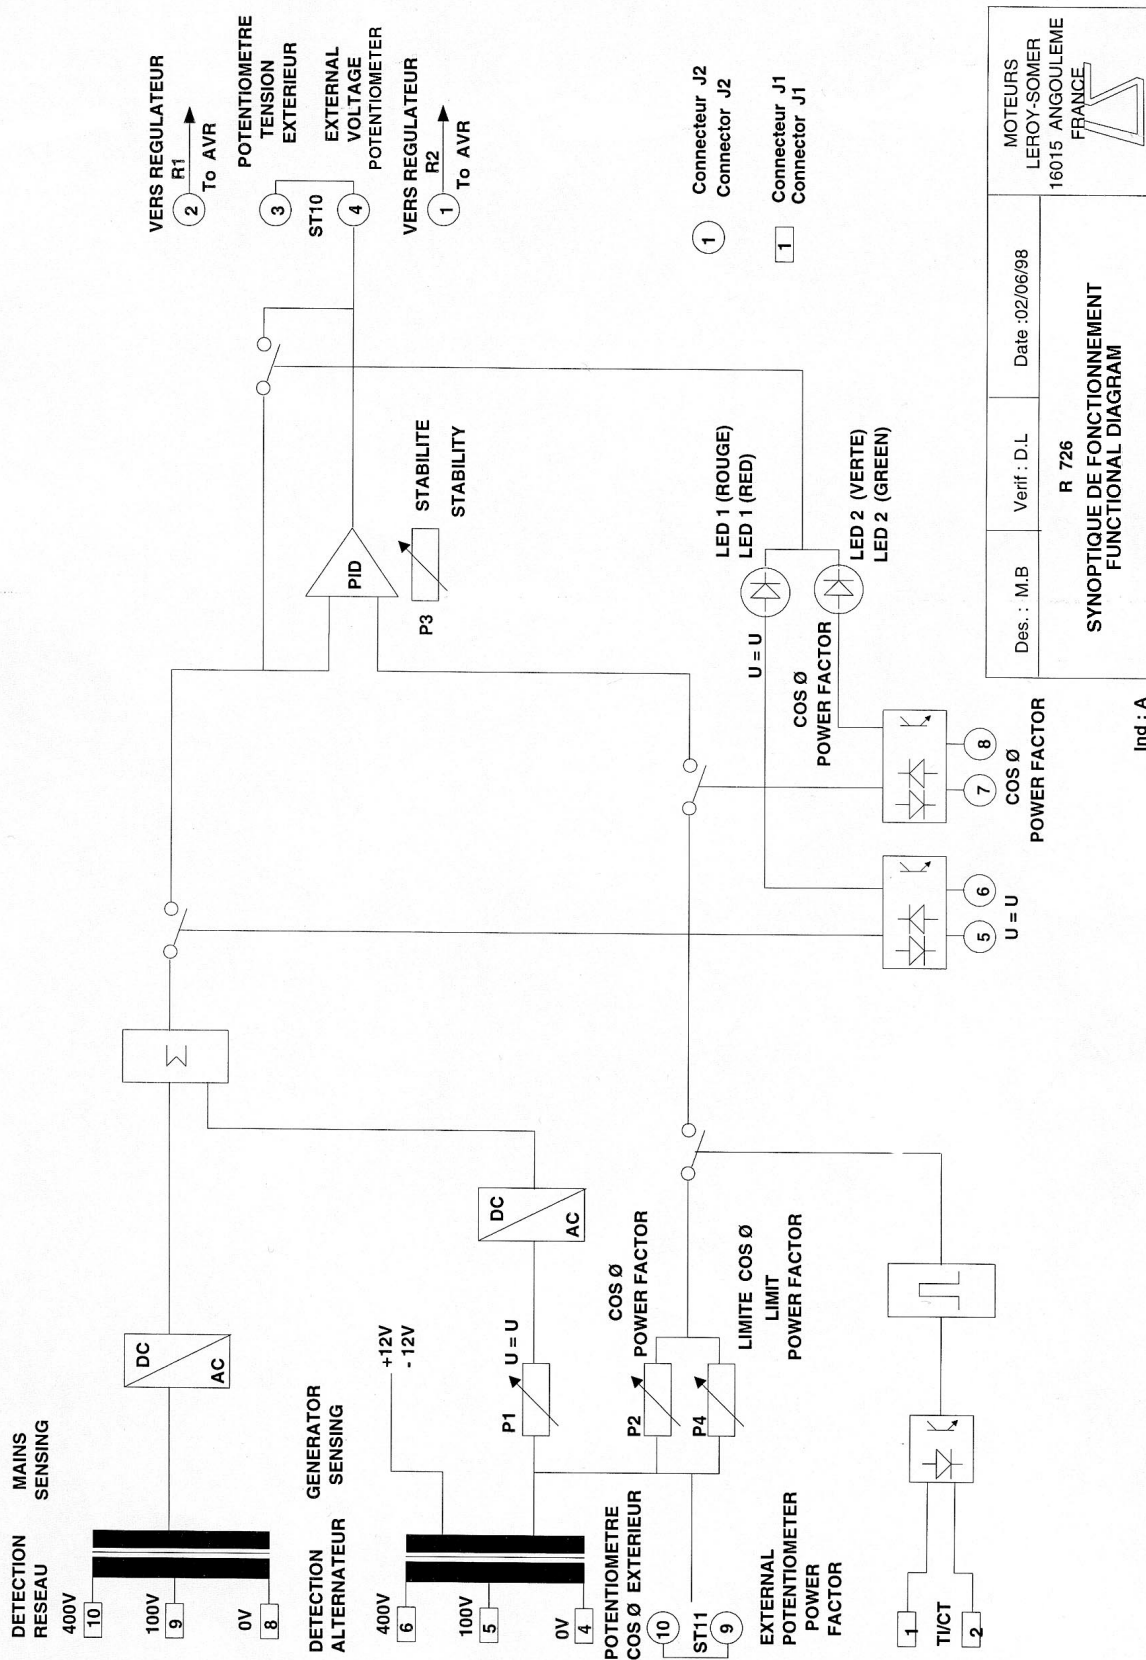 DETECTION
RESEAU
MAINS
SENSING
400V
10
100V
9
0V
8
DC
AC
Σ
DETECTION
ALTERNATEUR
GENERATOR
SENSING
400V
6
100V
5
0V
4
+12V
- 12V
P1
U = U
DC
AC
POTENTIOMETRE
COS Ø EXTERIEUR
10
ST11
9
EXTERNAL
POTENTIOMETER
POWER
FACTOR
P2
COS Ø
POWER FACTOR
P4
LIMITE COS Ø
LIMIT
POWER FACTOR
1
TI/CT
2
PID
P3
STABILITE
STABILITY
VERS REGULATEUR
R1
2
To AVR
POTENTIOMETRE
TENSION
EXTERIEUR
3
ST10
4
EXTERNAL
VOLTAGE
POTENTIOMETER
VERS REGULATEUR
R2
1
To AVR
U = U
LED 1 (ROUGE)
LED 1 (RED)
COS Ø
POWER FACTOR
LED 2 (VERTE)
LED 2 (GREEN)
5
6
U = U
7
8
COS Ø
POWER FACTOR
1
Connecteur J2
Connector J2
1
Connecteur J1
Connector J1
Des. : M.B
Verif : D.L
Date :02/06/98
MOTEURS
LEROY-SOMER
16015 ANGOULEME
FRANCE
R 726
SYNOPTIQUE DE FONCTIONNEMENT
FUNCTIONAL DIAGRAM
Ind : A